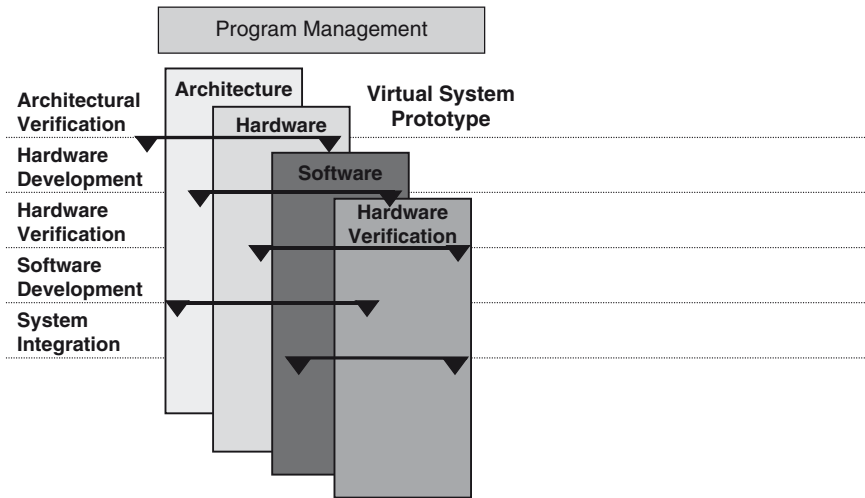 Program Management
Architecture
Architectural
Verification
Virtual System
Prototype
Hardware
Hardware
Development
Software
Hardware
Verification
Hardware
Verification
Software
Development
System
Integration